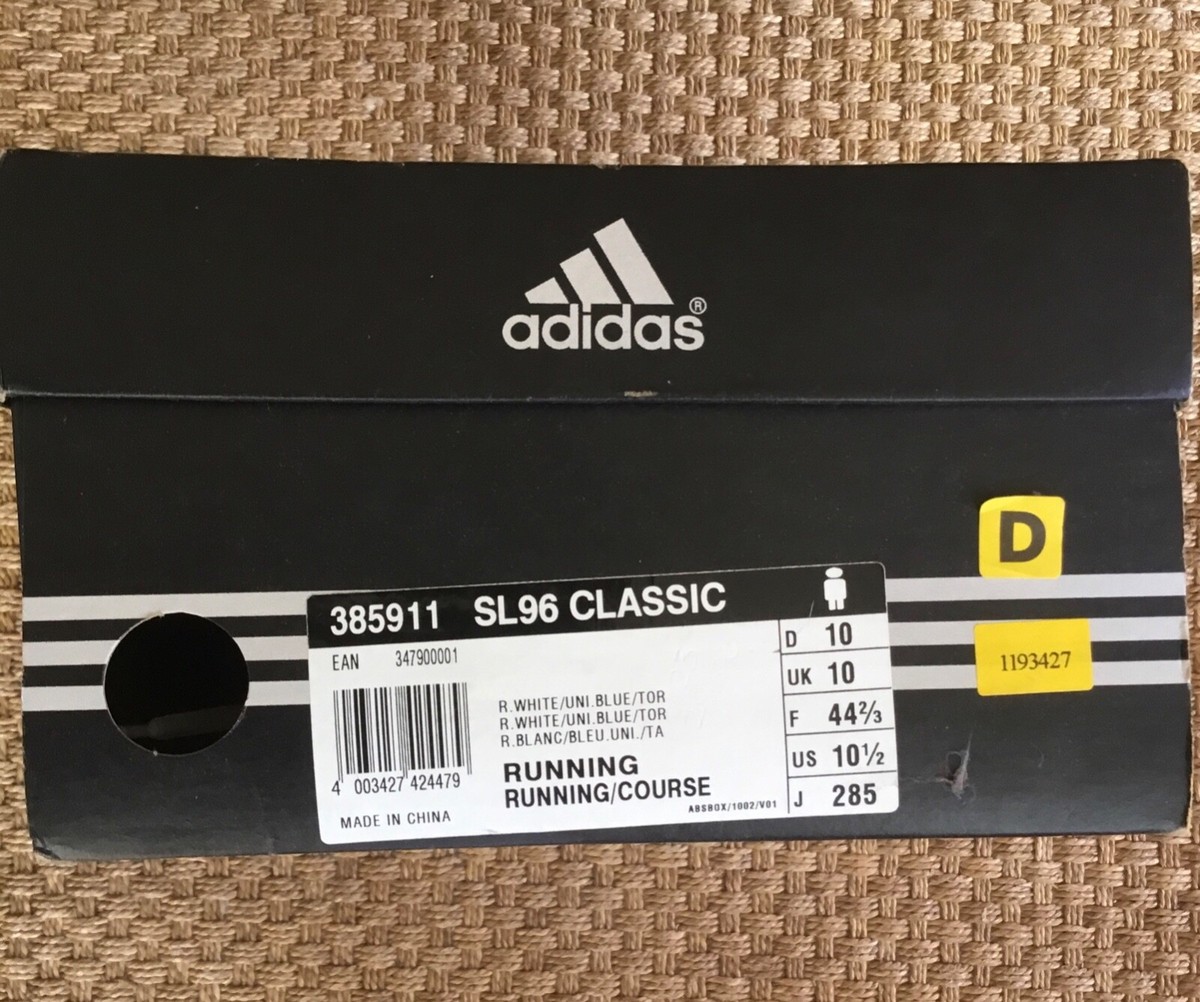 adidas®
D
385911 SL96 CLASSIC
EAN 347900001
D 10
UK 10
F 44⅔
US 10½
J 285
R.WHITE/UNI.BLUE/TOR
R.WHITE/UNI.BLUE/TOR
R.BLANC/BLEU.UNI./TA
4 003427 424479
RUNNING
RUNNING/COURSE
ABSBOX/1002/V01
MADE IN CHINA
1193427